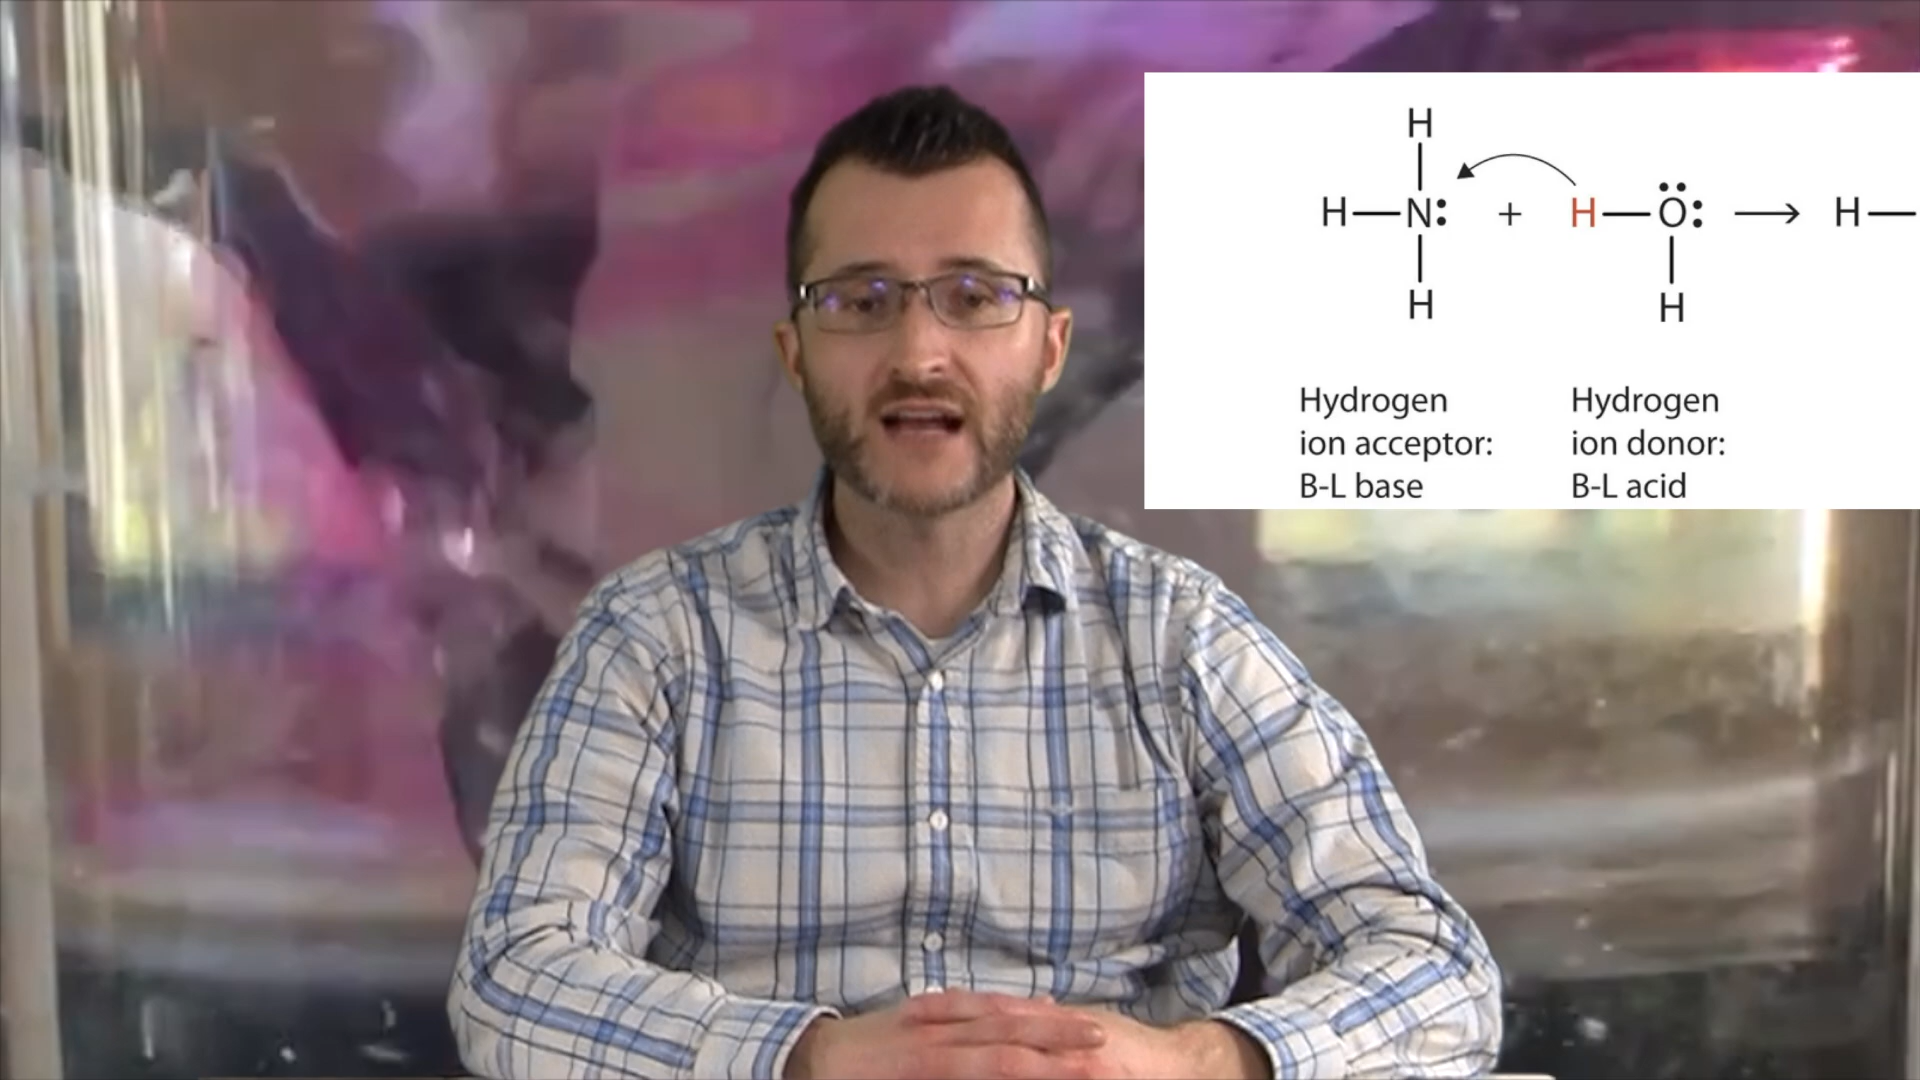 H H
H—N: + H—Ö: ⟶ H—
H H
Hydrogen
ion acceptor:
B-L base
Hydrogen
ion donor:
B-L acid